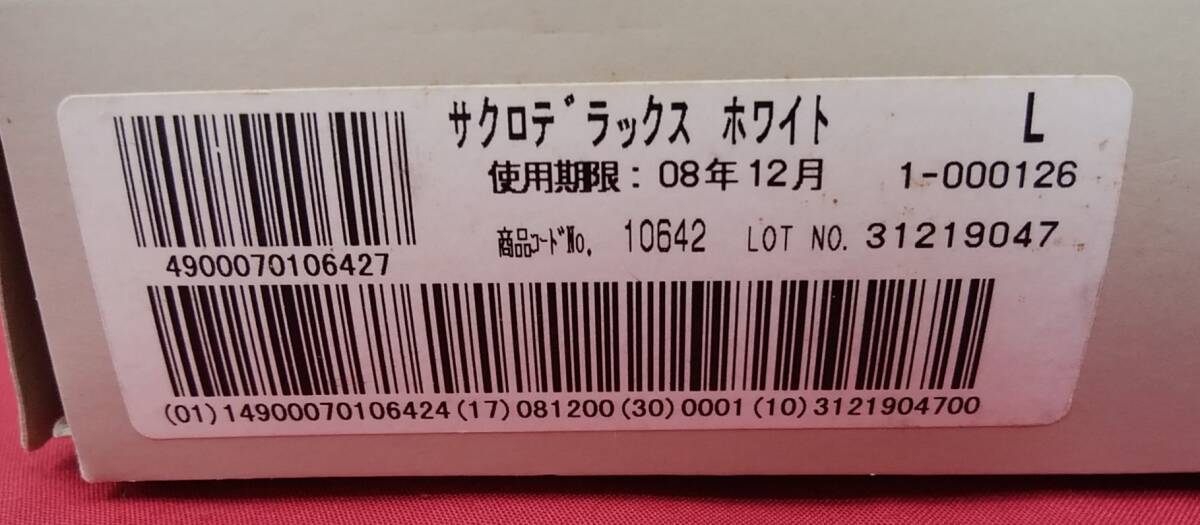 サクロデラックス ホワイト L
使用期限: 08年12月 1-000126
商品コードNo. 10642 LOT NO. 31219047
4900070106427
(01)14900070106424(17)081200(30)0001(10)3121904700